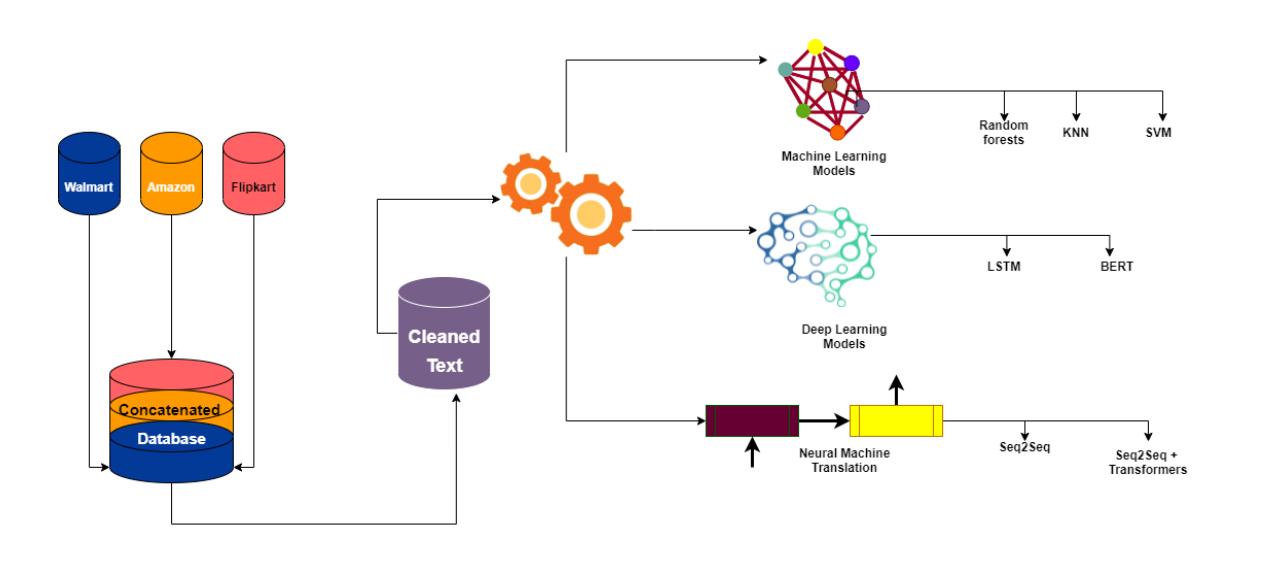 Walmart
Amazon
Flipkart
Concatenated
Database
Cleaned
Text
Machine Learning
Models
Random
forests
KNN
SVM
Deep Learning
Models
LSTM
BERT
Neural Machine
Translation
Seq2Seq
Seq2Seq +
Transformers